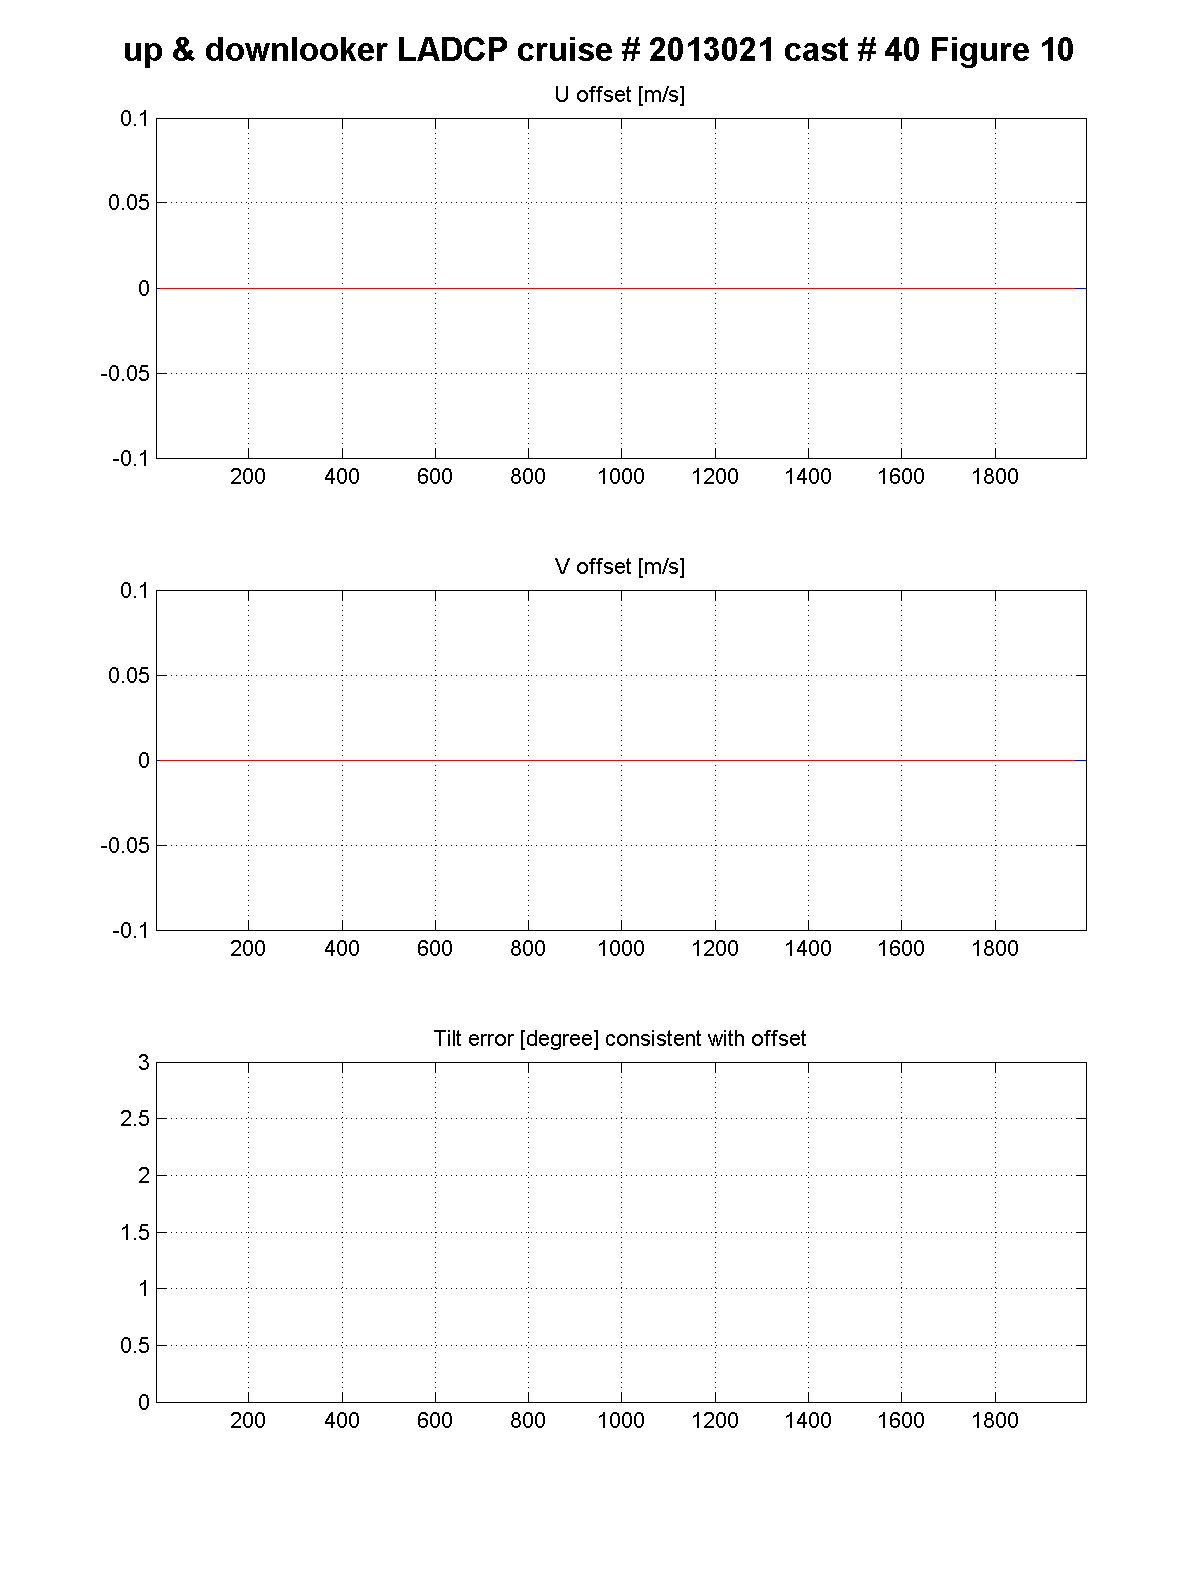 up & downlooker LADCP cruise # 2013021 cast # 40 Figure 10
U offset [m/s]
0.1
0.05
0
-0.05
-0.1
200 400 600 800 1000 1200 1400 1600 1800
V offset [m/s]
0.1
0.05
0
-0.05
-0.1
200 400 600 800 1000 1200 1400 1600 1800
Tilt error [degree] consistent with offset
3
2.5
2
1.5
1
0.5
0
200 400 600 800 1000 1200 1400 1600 1800